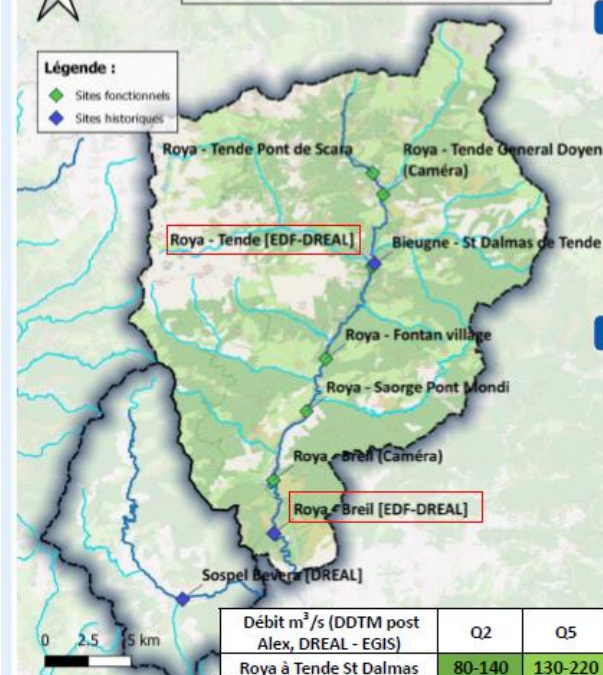 Légende :
Sites fonctionnels
Sites historiques
Roya - Tende Pont de Scara
Roya - Tende General Doyen
(Caméra)
Roya - Tende [EDF-DREAL]
Bieugne - St Dalmas de Tende
Roya - Fontan village
Roya - Saorge Pont Mondi
Roya - Breil (Caméra)
Roya - Breil [EDF-DREAL]
Sospel Bevera [DREAL]
0 2.5 5 km
Débit m³/s (DDTM post
Alex, DREAL - EGIS)
Q2
Q5
Roya à Tende St Dalmas
80-140
130-220